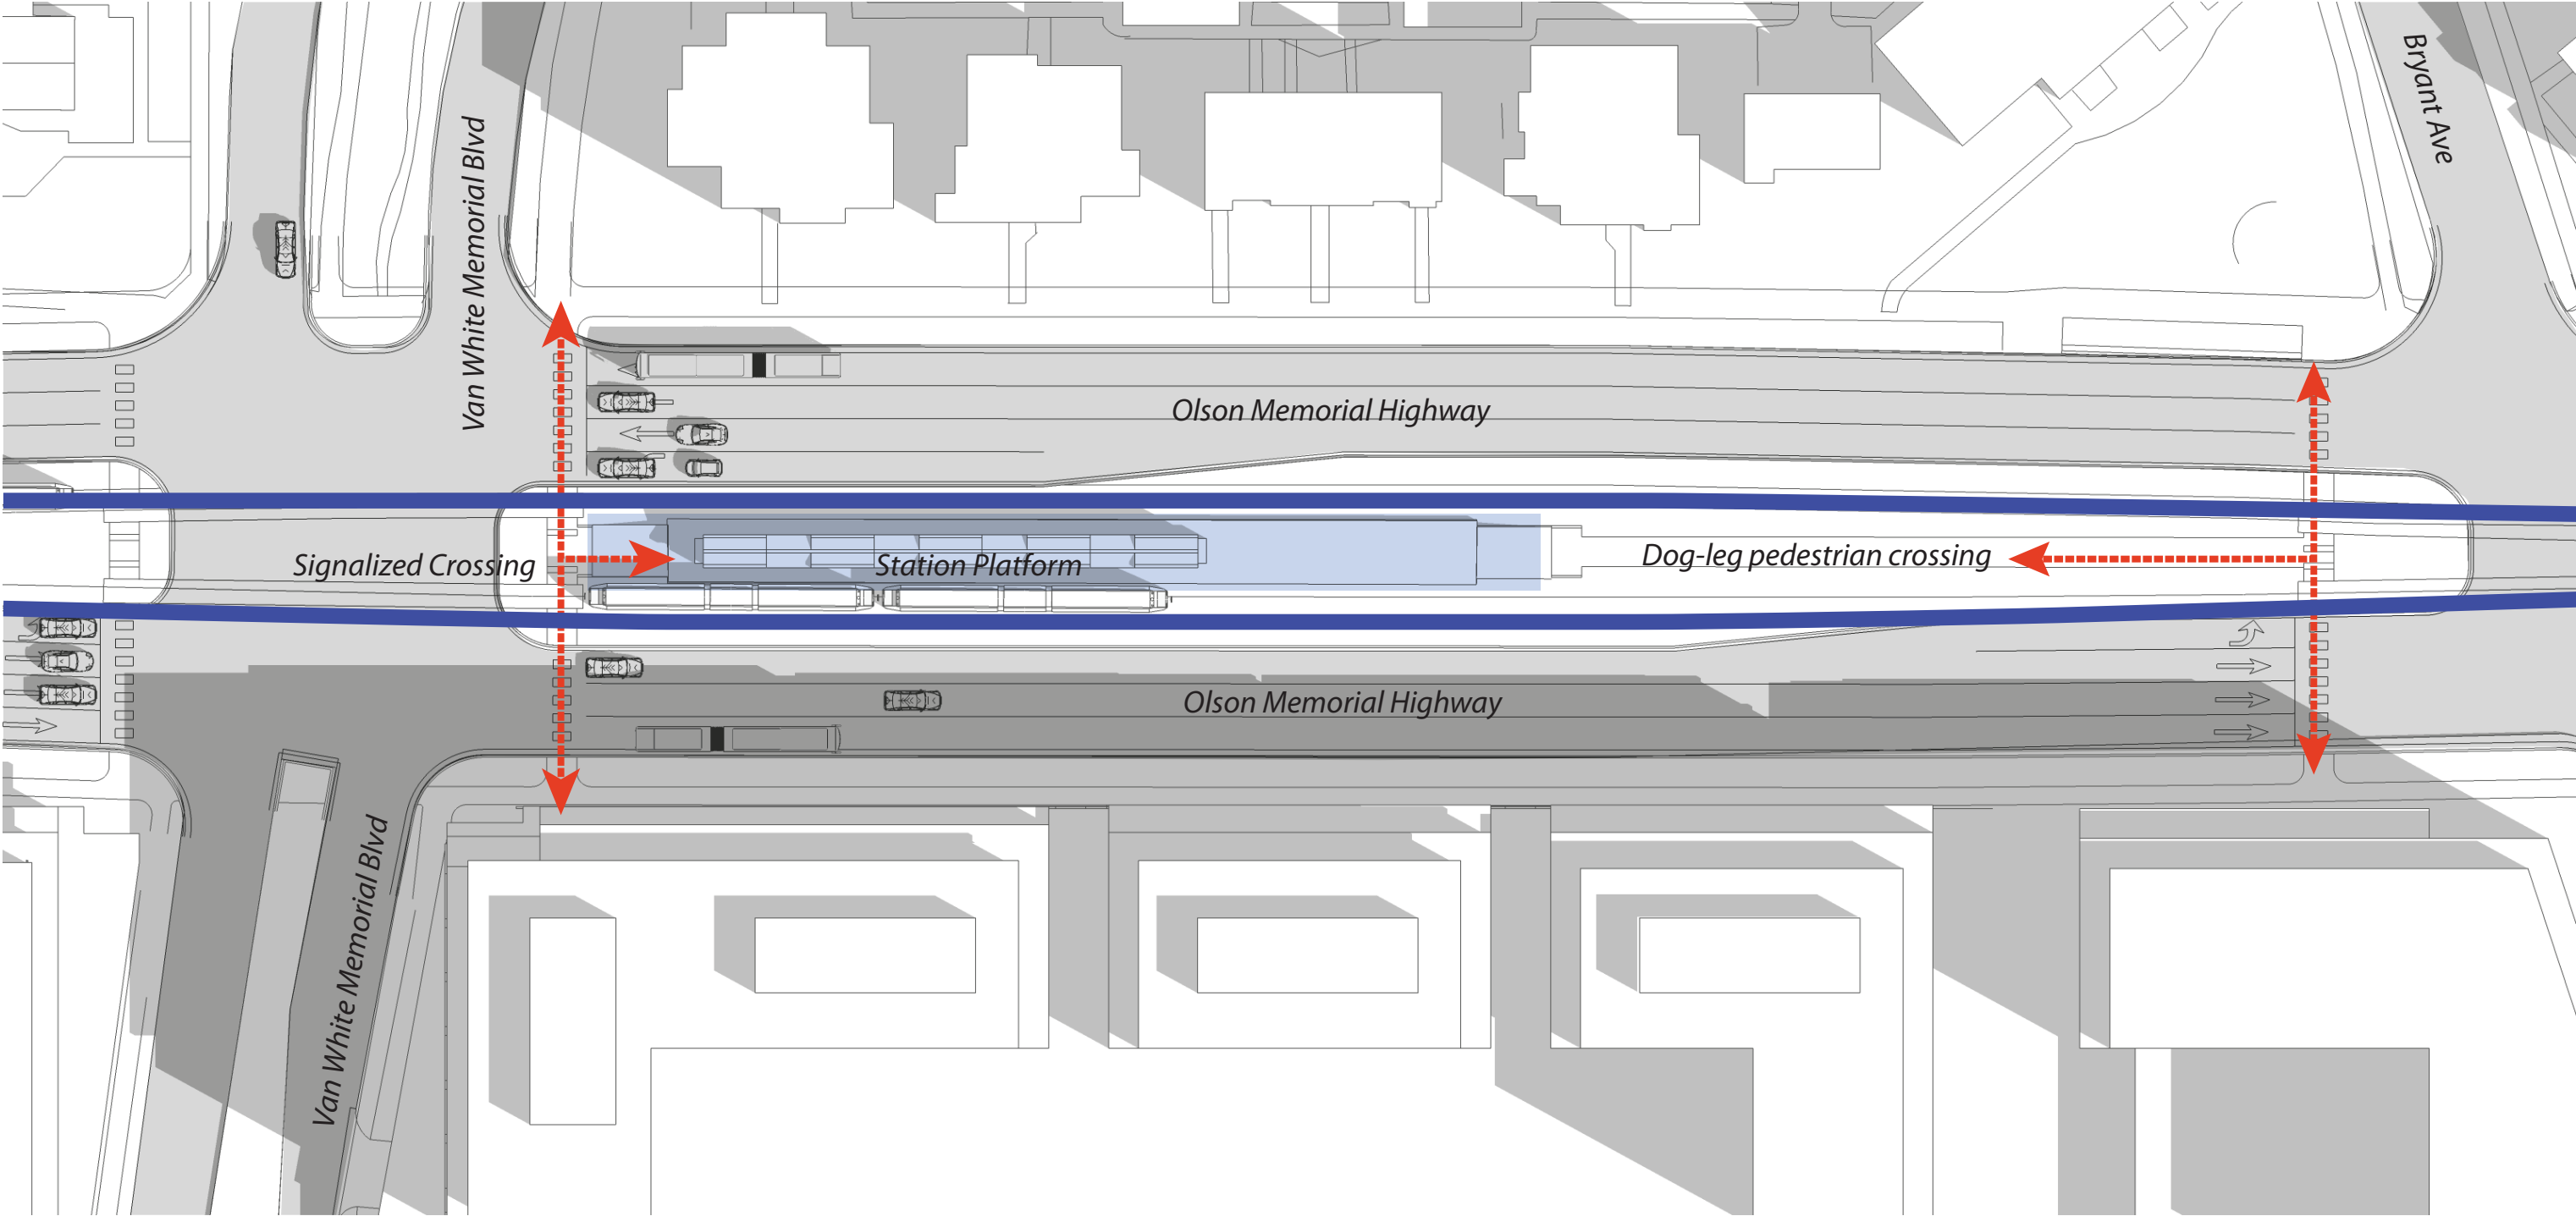 Bryant Ave
Van White Memorial Blvd
Olson Memorial Highway
Signalized Crossing
Station Platform
Dog-leg pedestrian crossing
Olson Memorial Highway
Van White Memorial Blvd